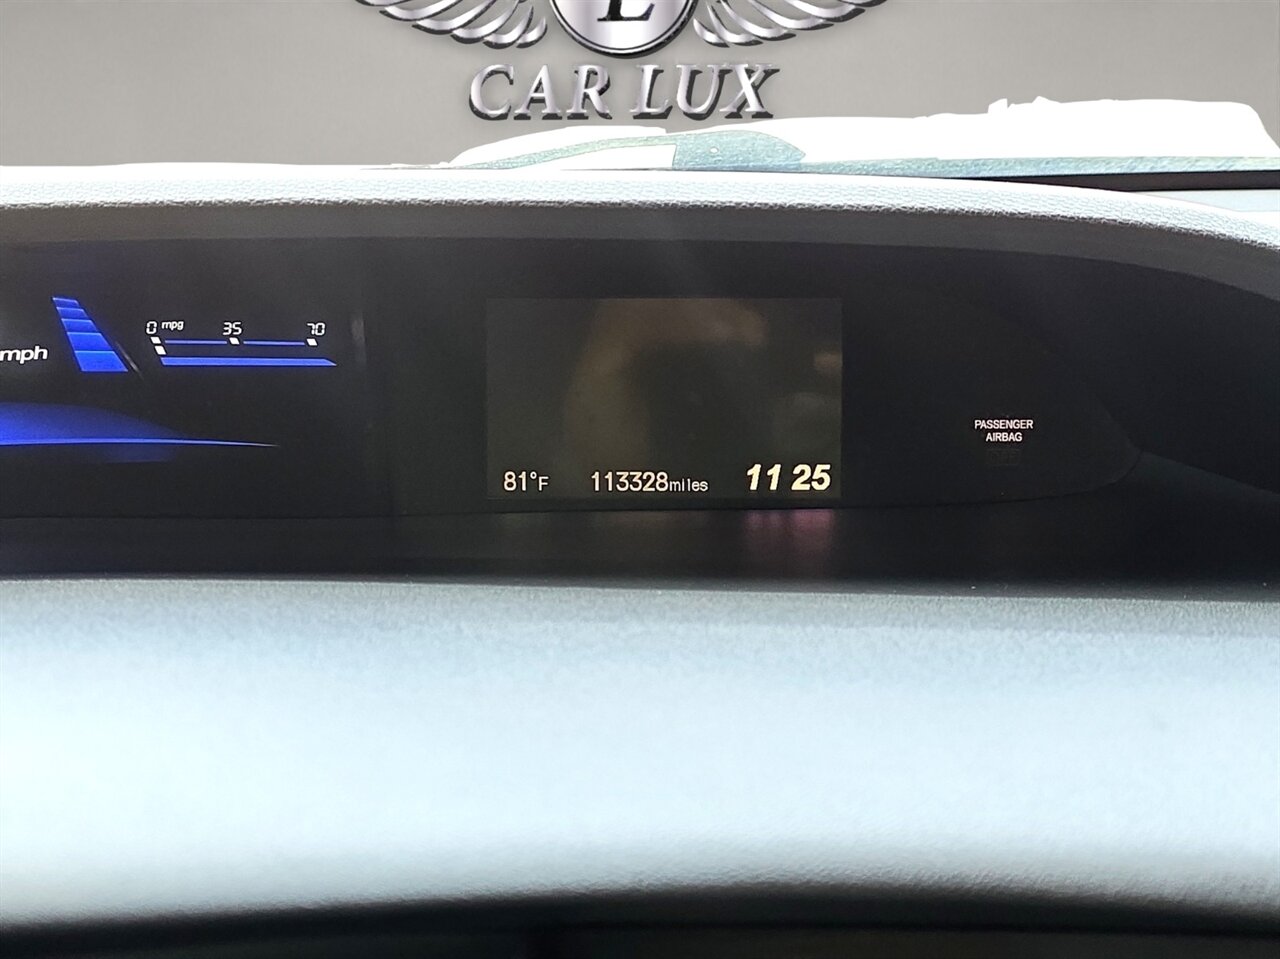 L
CAR LUX
0 mpg 35 70
mph
PASSENGER
AIRBAG
81°F 113328miles 11 25